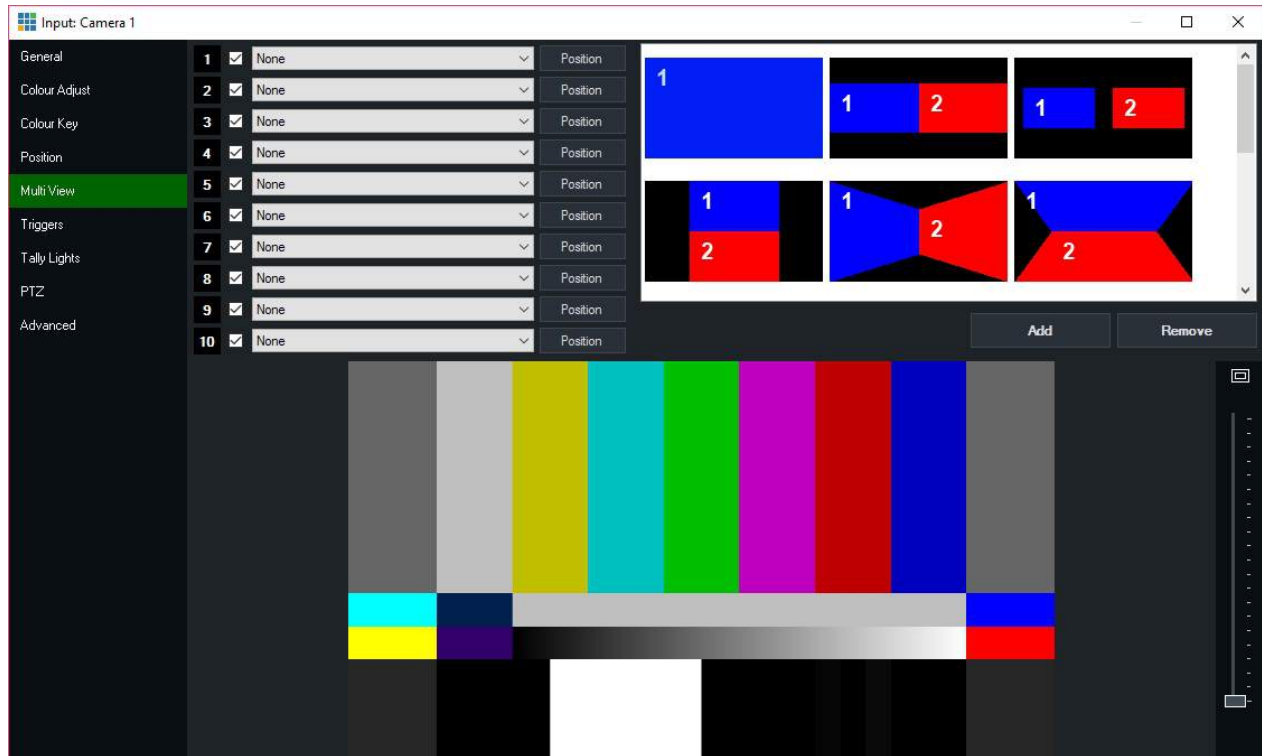 Input: Camera 1
General
Colour Adjust
Colour Key
Position
Multi View
Triggers
Tally Lights
PTZ
Advanced
1 None Position
2 None Position
3 None Position
4 None Position
5 None Position
6 None Position
7 None Position
8 None Position
9 None Position
10 None Position
1
1 2
1 2
1 2
1 2
1 2
Add Remove